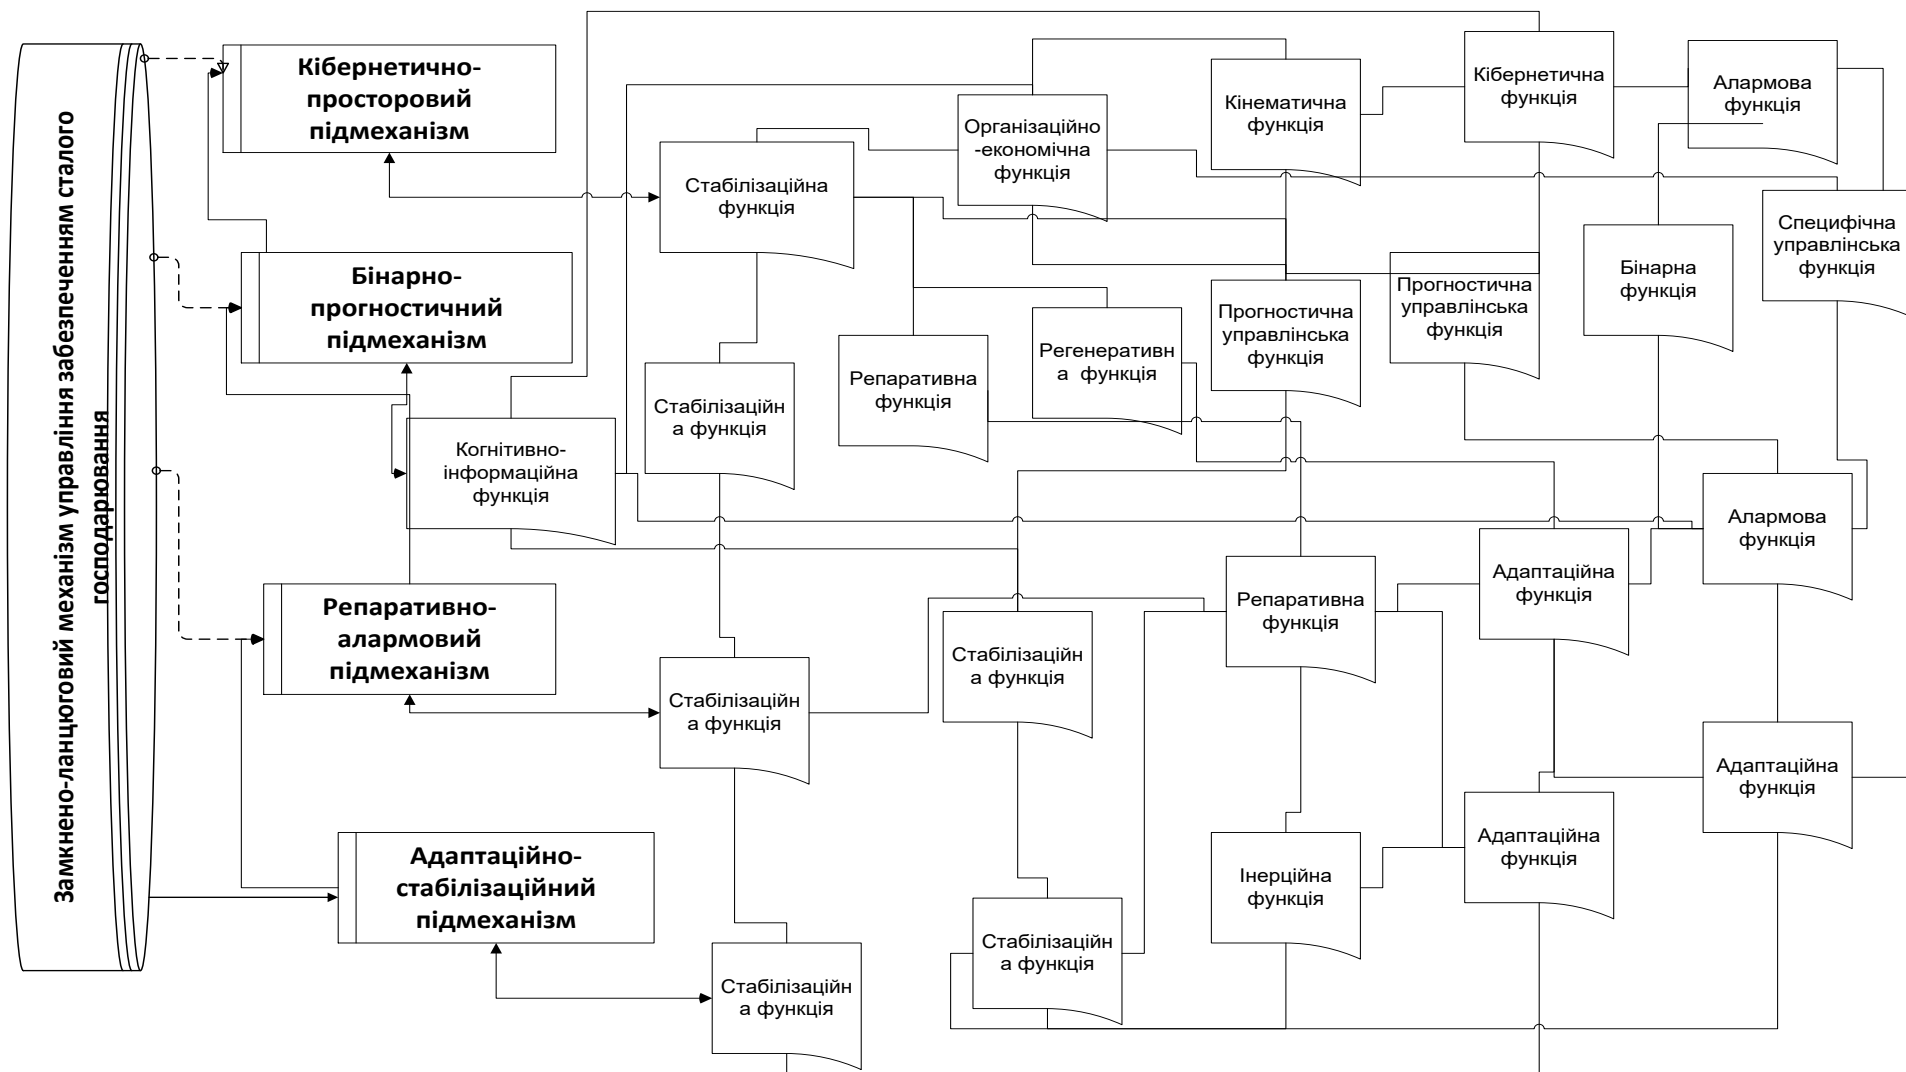 Замкнено-ланцюговий механізм управління забезпеченням сталого
господарювання
Кібернетично-
просторовий
підмеханізм
Бінарно-
прогностичний
підмеханізм
Репаративно-
алармовий
підмеханізм
Адаптаційно-
стабілізаційний
підмеханізм
Стабілізаційна
функція
Організаційно
-економічна
функція
Кінематична
функція
Кібернетична
функція
Алармова
функція
Специфічна
управлінська
функція
Бінарна
функція
Прогностична
управлінська
функція
Прогностична
управлінська
функція
Регенеративн
а функція
Репаративна
функція
Стабілізаційн
а функція
Когнітивно-
інформаційна
функція
Алармова
функція
Адаптаційна
функція
Репаративна
функція
Стабілізаційн
а функція
Стабілізаційн
а функція
Адаптаційна
функція
Адаптаційна
функція
Інерційна
функція
Стабілізаційн
а функція
Стабілізаційн
а функція